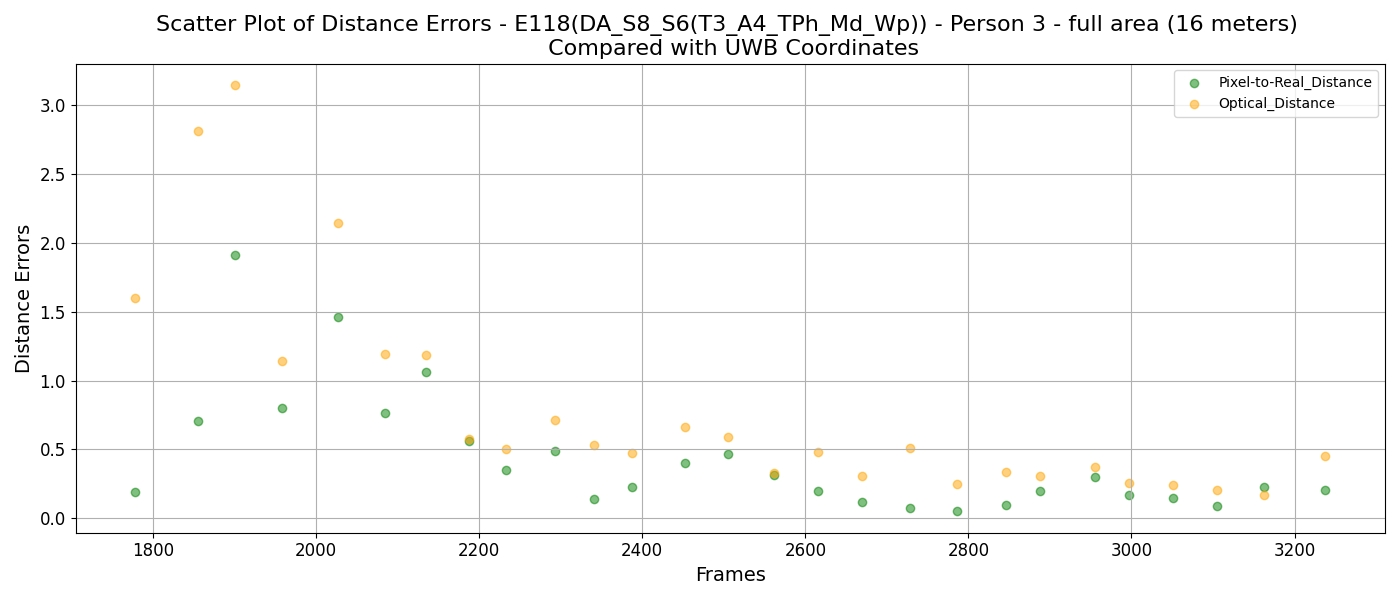 Scatter Plot of Distance Errors - E118(DA_S8_S6(T3_A4_TPh_Md_Wp)) - Person 3 - full area (16 meters)
Compared with UWB Coordinates
Pixel-to-Real_Distance
Optical_Distance
Distance Errors
3.0
2.5
2.0
1.5
1.0
0.5
0.0
1800 2000 2200 2400 2600 2800 3000 3200
Frames